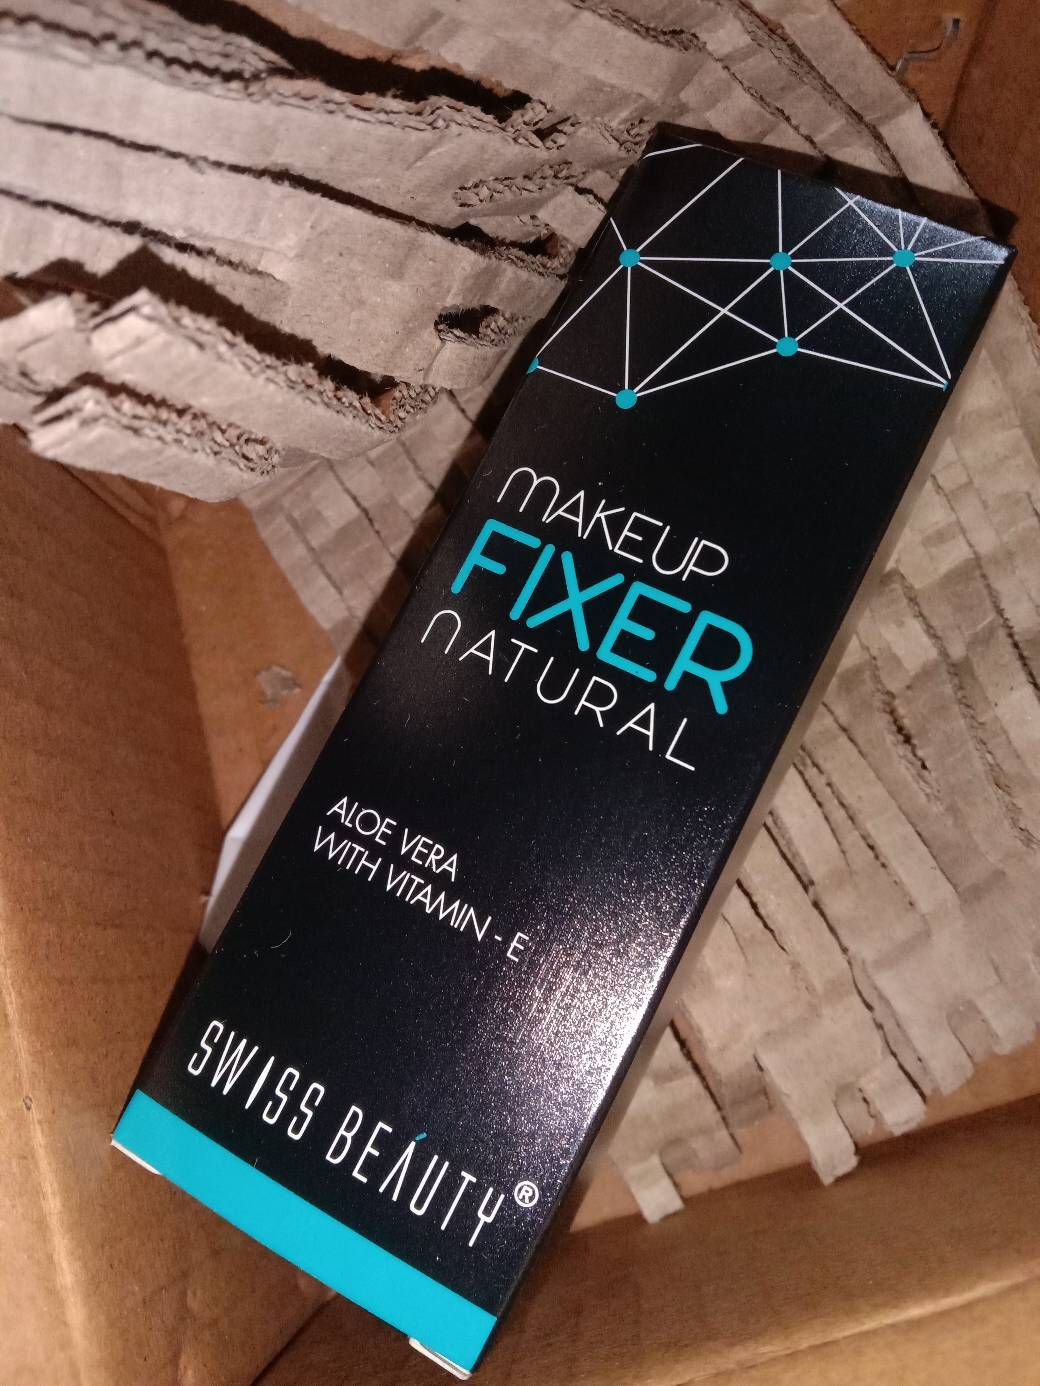 MAKEUP
FIXER
NATURAL
ALOE VERA
WITH VITAMIN - E
SWISS BEAUTY®